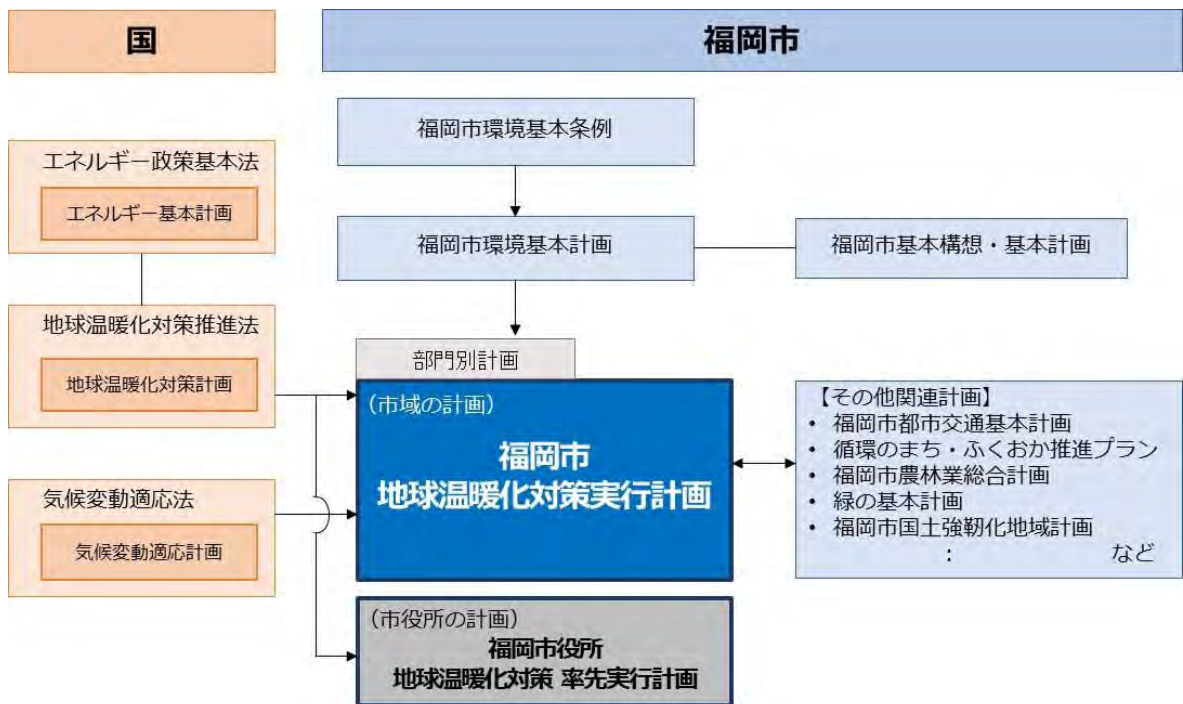 国
福岡市
エネルギー政策基本法
エネルギー基本計画
地球温暖化対策推進法
地球温暖化対策計画
気候変動適応法
気候変動適応計画
福岡市環境基本条例
福岡市環境基本計画
福岡市基本構想・基本計画
部門別計画
（市域の計画）
福岡市
地球温暖化対策実行計画
（市役所の計画）
福岡市役所
地球温暖化対策 率先実行計画
【その他関連計画】
• 福岡市都市交通基本計画
• 循環のまち・ふくおか推進プラン
• 福岡市農林業総合計画
• 緑の基本計画
• 福岡市国土強靭化地域計画
： など